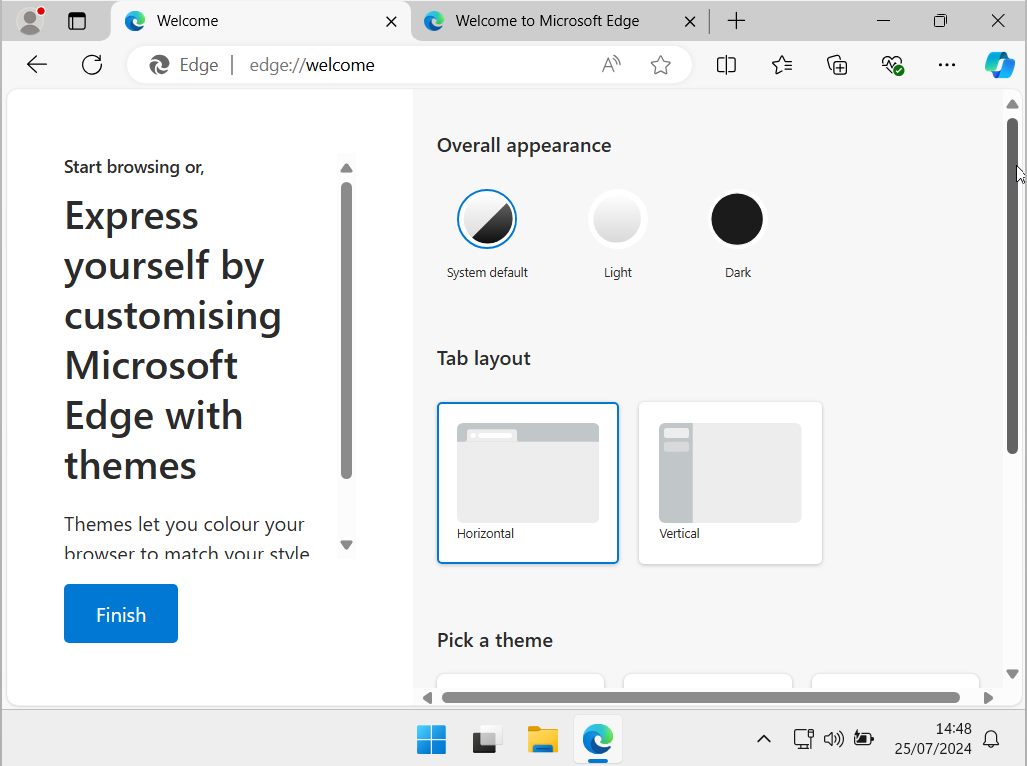 Welcome
Welcome to Microsoft Edge
Edge
edge://welcome
Start browsing or,
Express
yourself by
customising
Microsoft
Edge with
themes
Themes let you colour your
browser to match your style
Finish
Overall appearance
System default
Light
Dark
Tab layout
Horizontal
Vertical
Pick a theme
14:48
25/07/2024